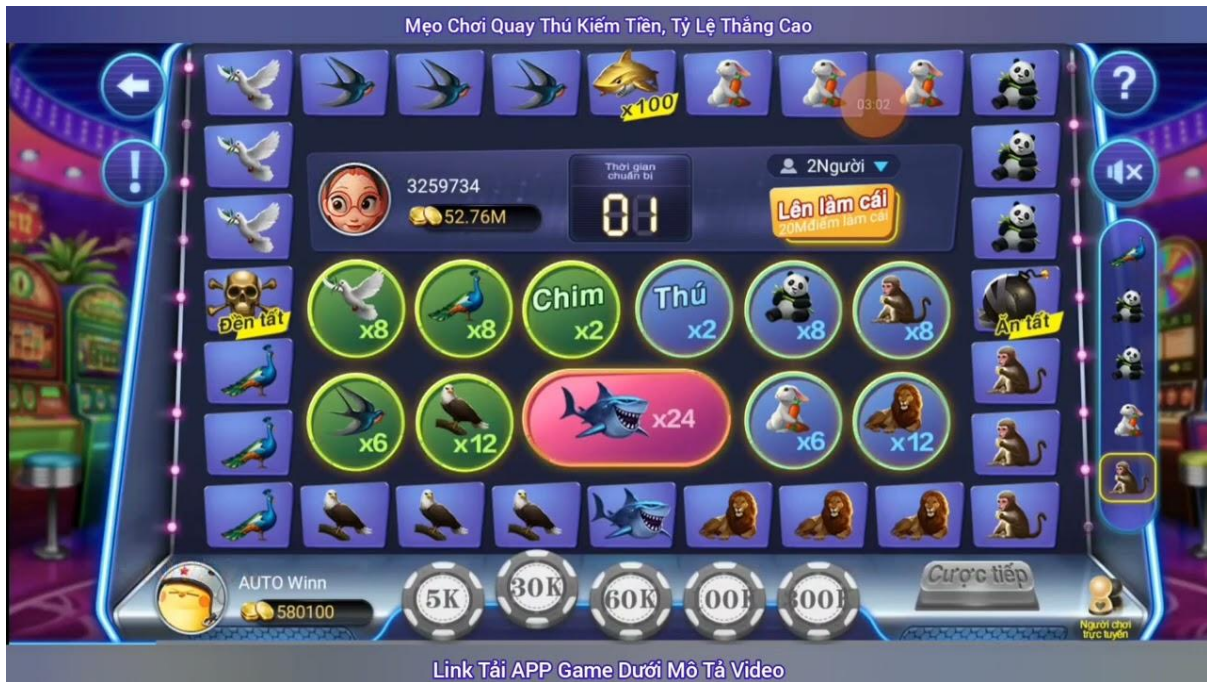 Mẹo Chơi Quay Thú Kiếm Tiền, Tỷ Lệ Thắng Cao
x100
03:02
?
!
Thời gian
chuẩn bị
2Người
3259734
52.76M
01
Lên làm cái
20Mđiểm làm cái
Đền tất
x8
x8
Chim
x2
Thú
x2
x8
x8
Ăn tất
x6
x12
x24
x6
x12
AUTO Winn
580100
5K
30K
60K
Cược tiếp
Người chơi
trực tuyến
Link Tải APP Game Dưới Mô Tả Video